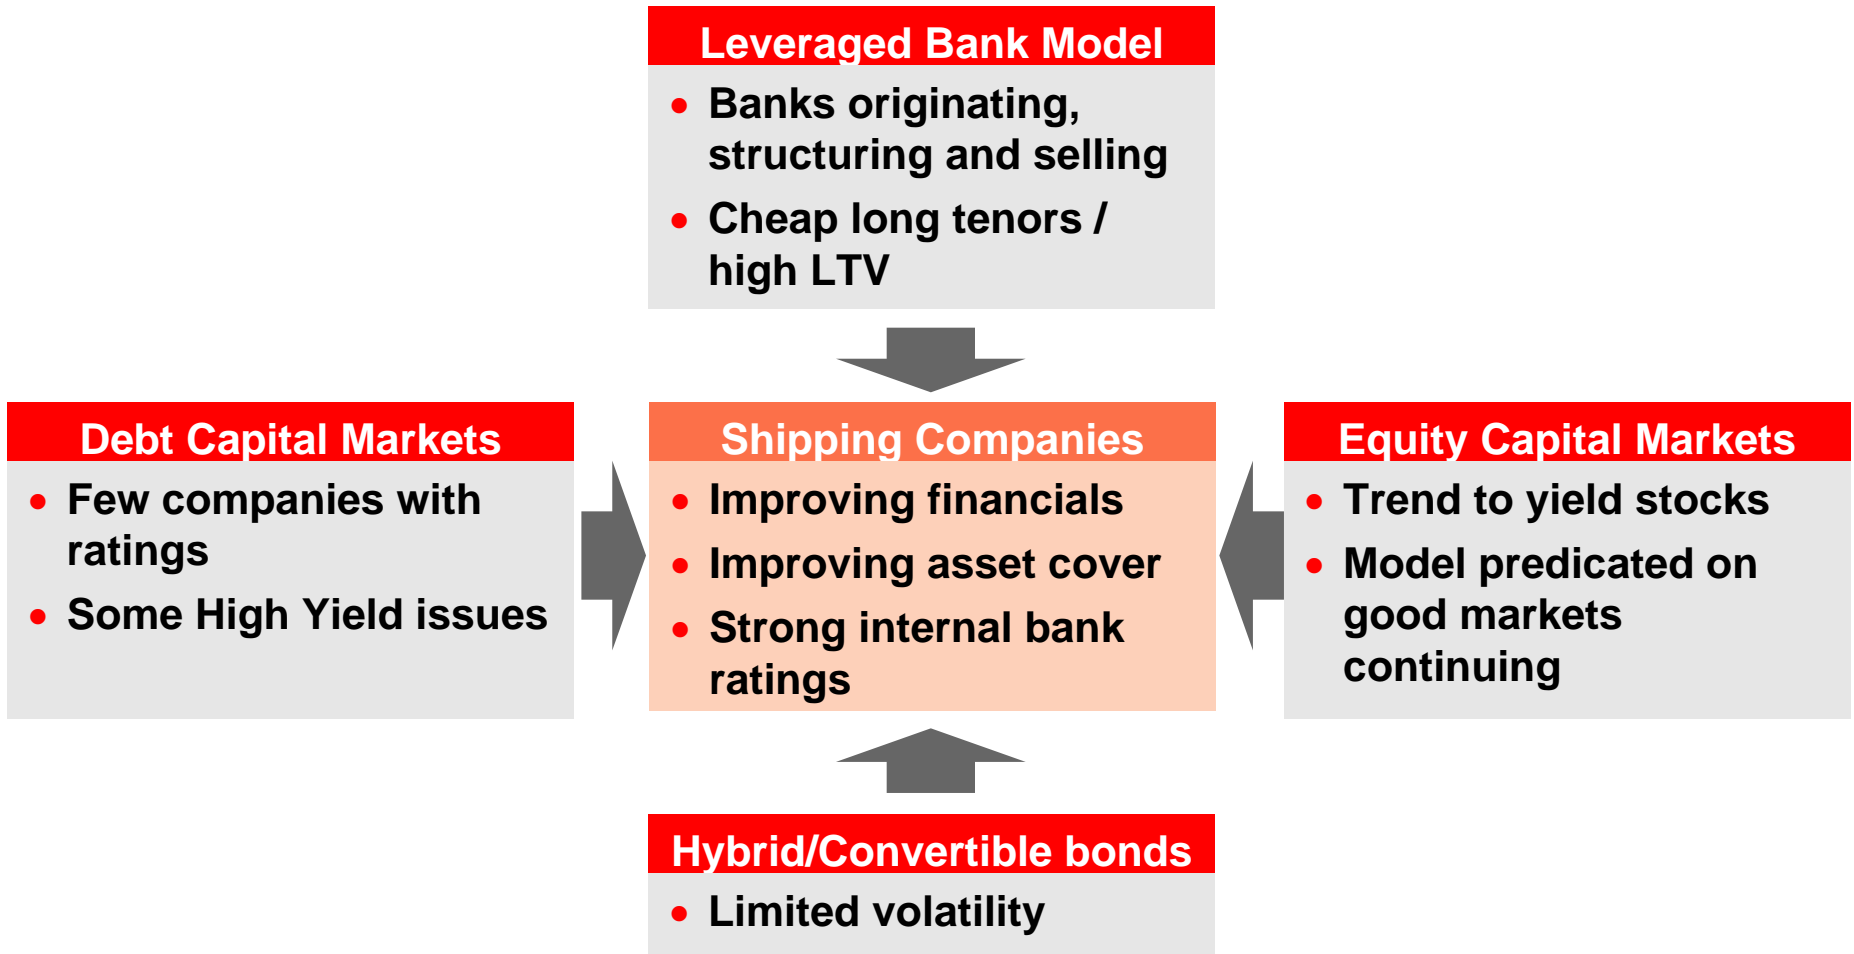 Leveraged Bank Model
• Banks originating,
structuring and selling
• Cheap long tenors /
high LTV
Debt Capital Markets
• Few companies with
ratings
• Some High Yield issues
Shipping Companies
• Improving financials
• Improving asset cover
• Strong internal bank
ratings
Equity Capital Markets
• Trend to yield stocks
• Model predicated on
good markets
continuing
Hybrid/Convertible bonds
• Limited volatility